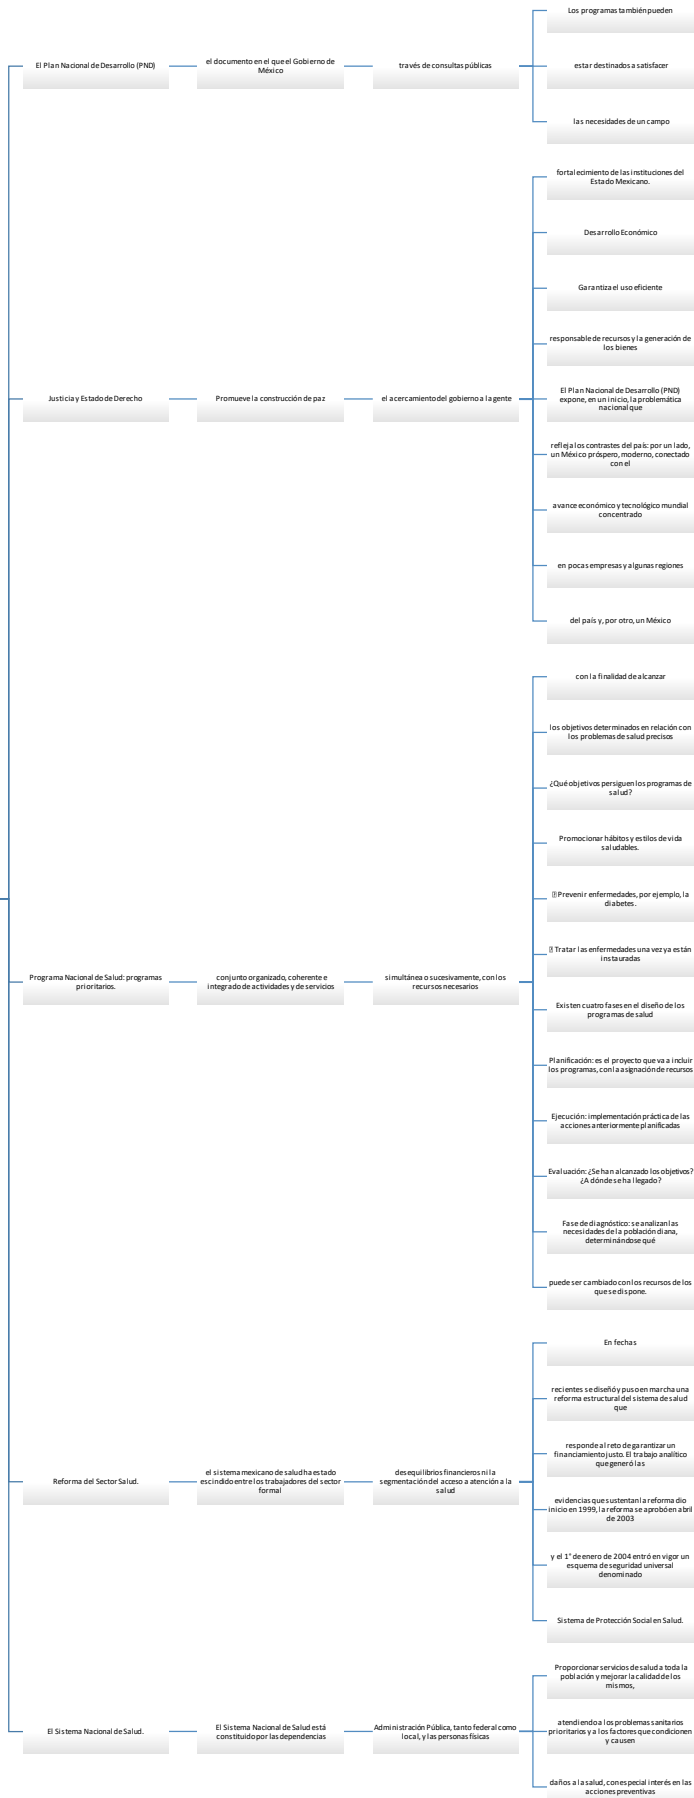 El Plan Nacional de Desarrollo (PND)
el documento en el que el Gobierno de
México
través de consultas públicas
Los programas también pueden
estar destinados a satisfacer
las necesidades de un campo
Justicia y Estado de Derecho
Promueve la construcción de paz
el acercamiento del gobierno a la gente
fortalecimiento de las instituciones del
Estado Mexicano.
Desarrollo Económico
Garantiza el uso eficiente
responsable de recursos y la generación de
los bienes
El Plan Nacional de Desarrollo (PND)
expone, en un inicio, la problemática
nacional que
refleja los contrastes del país: por un lado,
un México próspero, moderno, conectado
con el
avance económico y tecnológico mundial
concentrado
en pocas empresas y algunas regiones
del país y, por otro, un México
Programa Nacional de Salud: programas
prioritarios.
conjunto organizado, coherente e
integrado de actividades y de servicios
simultánea o sucesivamente, con los
recursos necesarios
con la finalidad de alcanzar
los objetivos determinados en relación con
los problemas de salud precisos
¿Qué objetivos persiguen los programas de
salud?
Promocionar hábitos y estilos de vida
saludables.
Prevenir enfermedades, por ejemplo, la
diabetes.
Tratar las enfermedades una vez ya están
instauradas
Existen cuatro fases en el diseño de los
programas de salud
Planificación: es el proyecto que va a incluir
los programas, con la asignación de recursos
Ejecución: implementación práctica de las
acciones anteriormente planificadas
Evaluación: ¿Se han alcanzado los objetivos?
¿A dónde se ha llegado?
Fase de diagnóstico: se analizan las
necesidades de la población diana,
determinándose qué
puede ser cambiado con los recursos de los
que se dispone.
Reforma del Sector Salud.
el sistema mexicano de salud ha estado
escindido entre los trabajadores del sector
formal
desequilibrios financieros ni la
segmentación del acceso a atención a la
salud
En fechas
recientes se diseñó y puso en marcha una
reforma estructural del sistema de salud
que
responde al reto de garantizar un
financiamiento justo. El trabajo analítico
que generó las
evidencias que sustentan la reforma dio
inicio en 1999, la reforma se aprobó en abril
de 2003
y el 1° de enero de 2004 entró en vigor un
esquema de seguridad universal
denominado
Sistema de Protección Social en Salud.
El Sistema Nacional de Salud.
El Sistema Nacional de Salud está
constituido por las dependencias
Administración Pública, tanto federal como
local, y las personas físicas
Proporcionar servicios de salud a toda la
población y mejorar la calidad de los
mismos,
atendiendo a los problemas sanitarios
prioritarios y a los factores que condicionen
y causen
daños a la salud, con especial interés en las
acciones preventivas